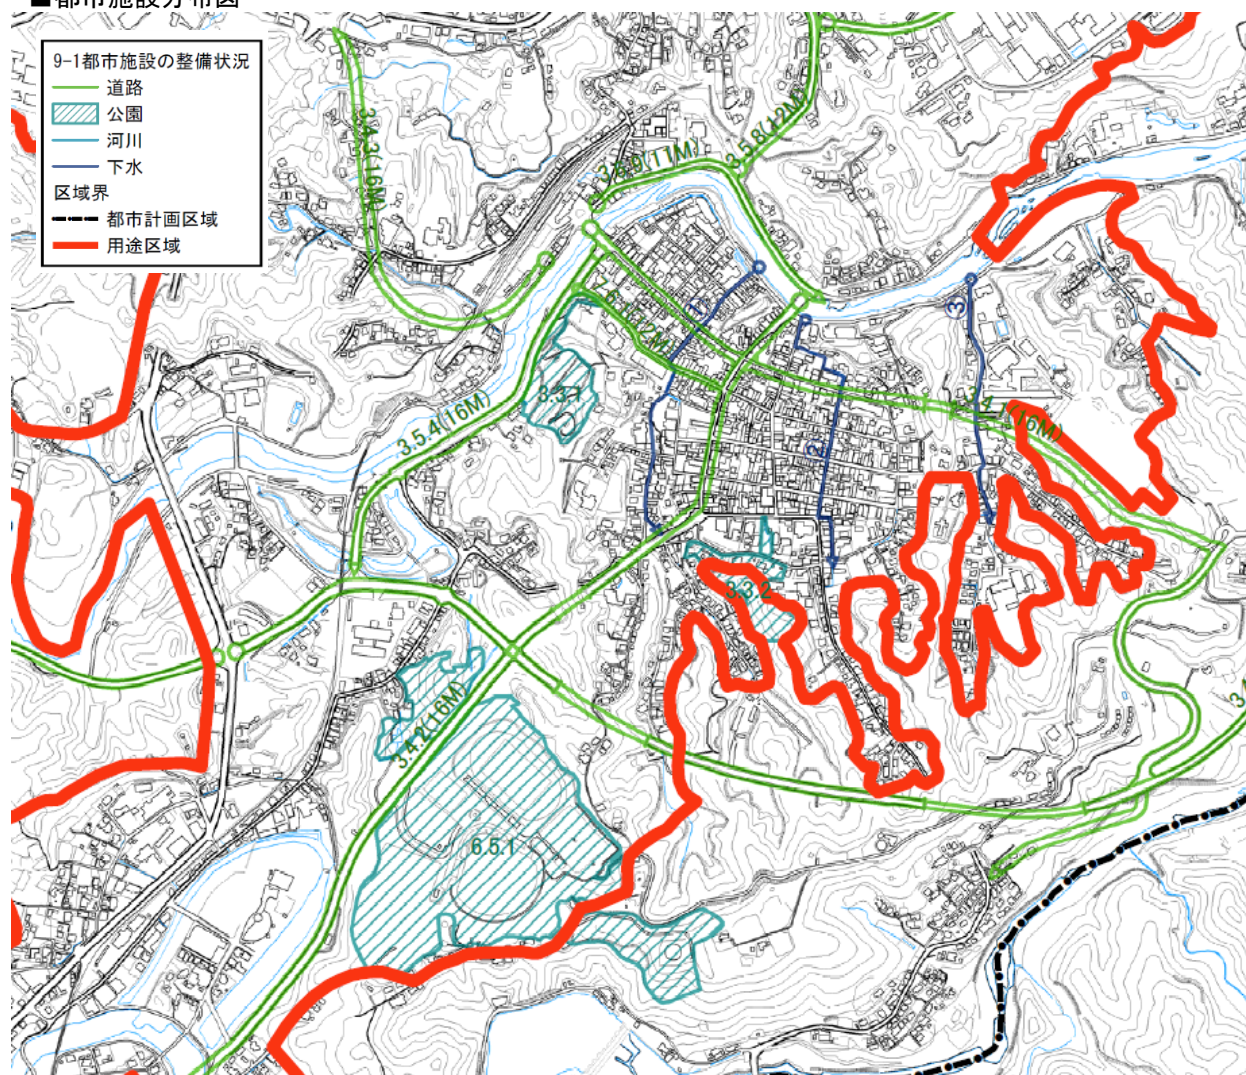 ■都市施設分布図
9-1都市施設の整備状況
道路
公園
河川
下水
区域界
都市計画区域
用途区域
3.4.3(16M)
3.5.8(12M)
3.5.9(11M)
1
3
3.3.1
3.5.4(16M)
3.4.1(16M)
2
3.3.2
3.4.2(16M)
6.5.1